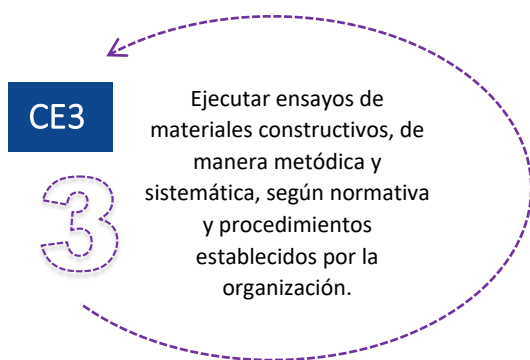 CE3
3
Ejecutar ensayos de
materiales constructivos, de
manera metódica y
sistemática, según normativa
y procedimientos
establecidos por la
organización.